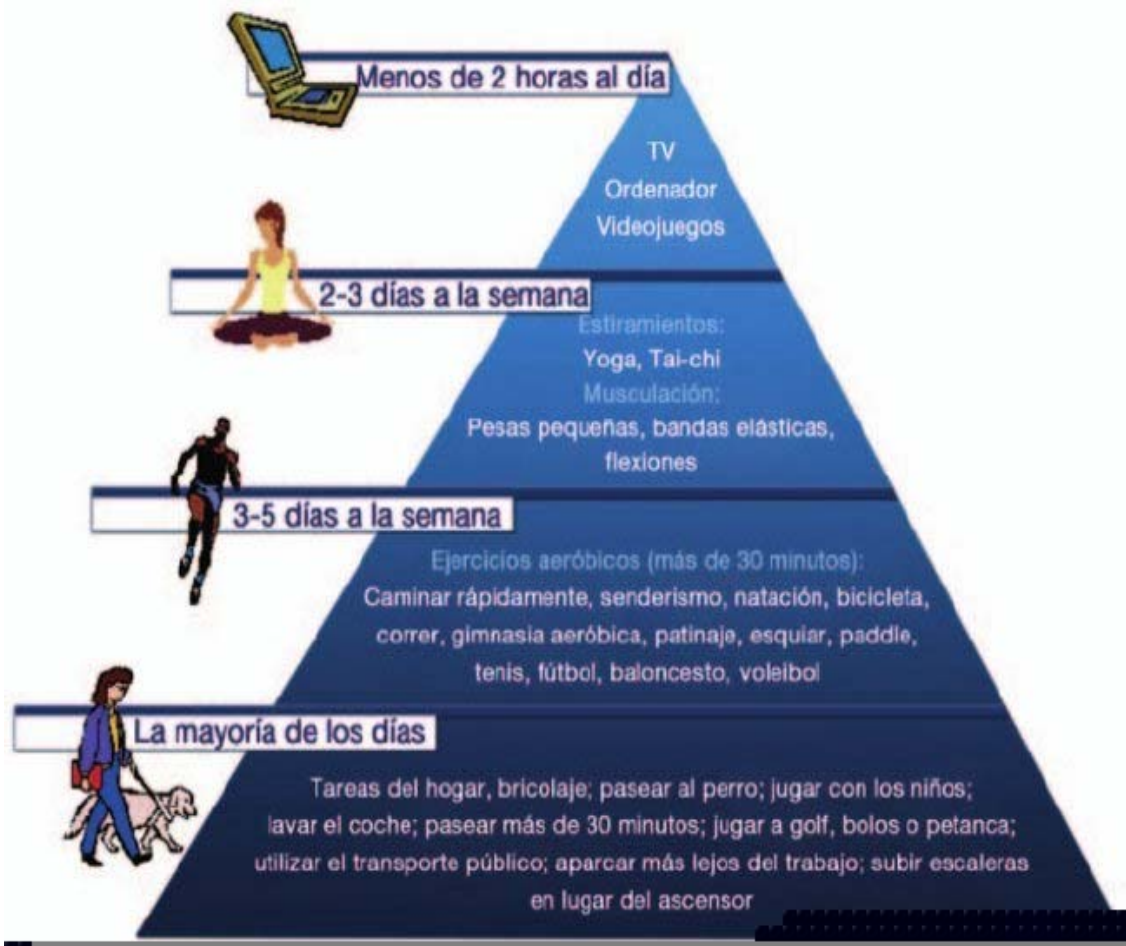 Menos de 2 horas al día
TV
Ordenador
Videojuegos
2-3 días a la semana
Estiramientos:
Yoga, Tai-chi
Musculación:
Pesas pequeñas, bandas elásticas,
flexiones
3-5 días a la semana
Ejercicios aeróbicos (más de 30 minutos):
Caminar rápidamente, senderismo, natación, bicicleta,
correr, gimnasia aeróbica, patinaje, esquiar, paddle,
tenis, fútbol, baloncesto, voleibol
La mayoría de los días
Tareas del hogar, bricolaje; pasear al perro; jugar con los niños;
lavar el coche; pasear más de 30 minutos; jugar a golf, bolos o petanca;
utilizar el transporte público; aparcar más lejos del trabajo; subir escaleras
en lugar del ascensor